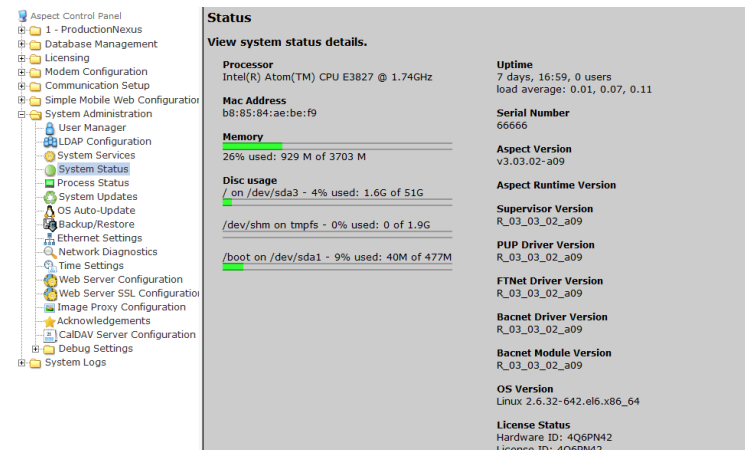 Aspect Control Panel
1 - ProductionNexus
Database Management
Licensing
Modem Configuration
Communication Setup
Simple Mobile Web Configuration
System Administration
User Manager
LDAP Configuration
System Services
System Status
Process Status
System Updates
OS Auto-Update
Backup/Restore
Ethernet Settings
Network Diagnostics
Time Settings
Web Server Configuration
Web Server SSL Configuration
Image Proxy Configuration
Acknowledgements
CalDAV Server Configuration
Debug Settings
System Logs
Status
View system status details.
Processor
Intel(R) Atom(TM) CPU E3827 @ 1.74GHz
Mac Address
b8:85:84:ae:be:f9
Memory
26% used: 929 M of 3703 M
Disc usage
/ on /dev/sda3 - 4% used: 1.6G of 51G
/dev/shm on tmpfs - 0% used: 0 of 1.9G
/boot on /dev/sda1 - 9% used: 40M of 477M
Uptime
7 days, 16:59, 0 users
load average: 0.01, 0.07, 0.11
Serial Number
66666
Aspect Version
v3.03.02-a09
Aspect Runtime Version
Supervisor Version
R_03_03_02_a09
PUP Driver Version
R_03_03_02_a09
FTNet Driver Version
R_03_03_02_a09
Bacnet Driver Version
R_03_03_02_a09
Bacnet Module Version
R_03_03_02_a09
OS Version
Linux 2.6.32-642.el6.x86_64
License Status
Hardware ID: 4Q6PN42
License ID: 4Q6PN42